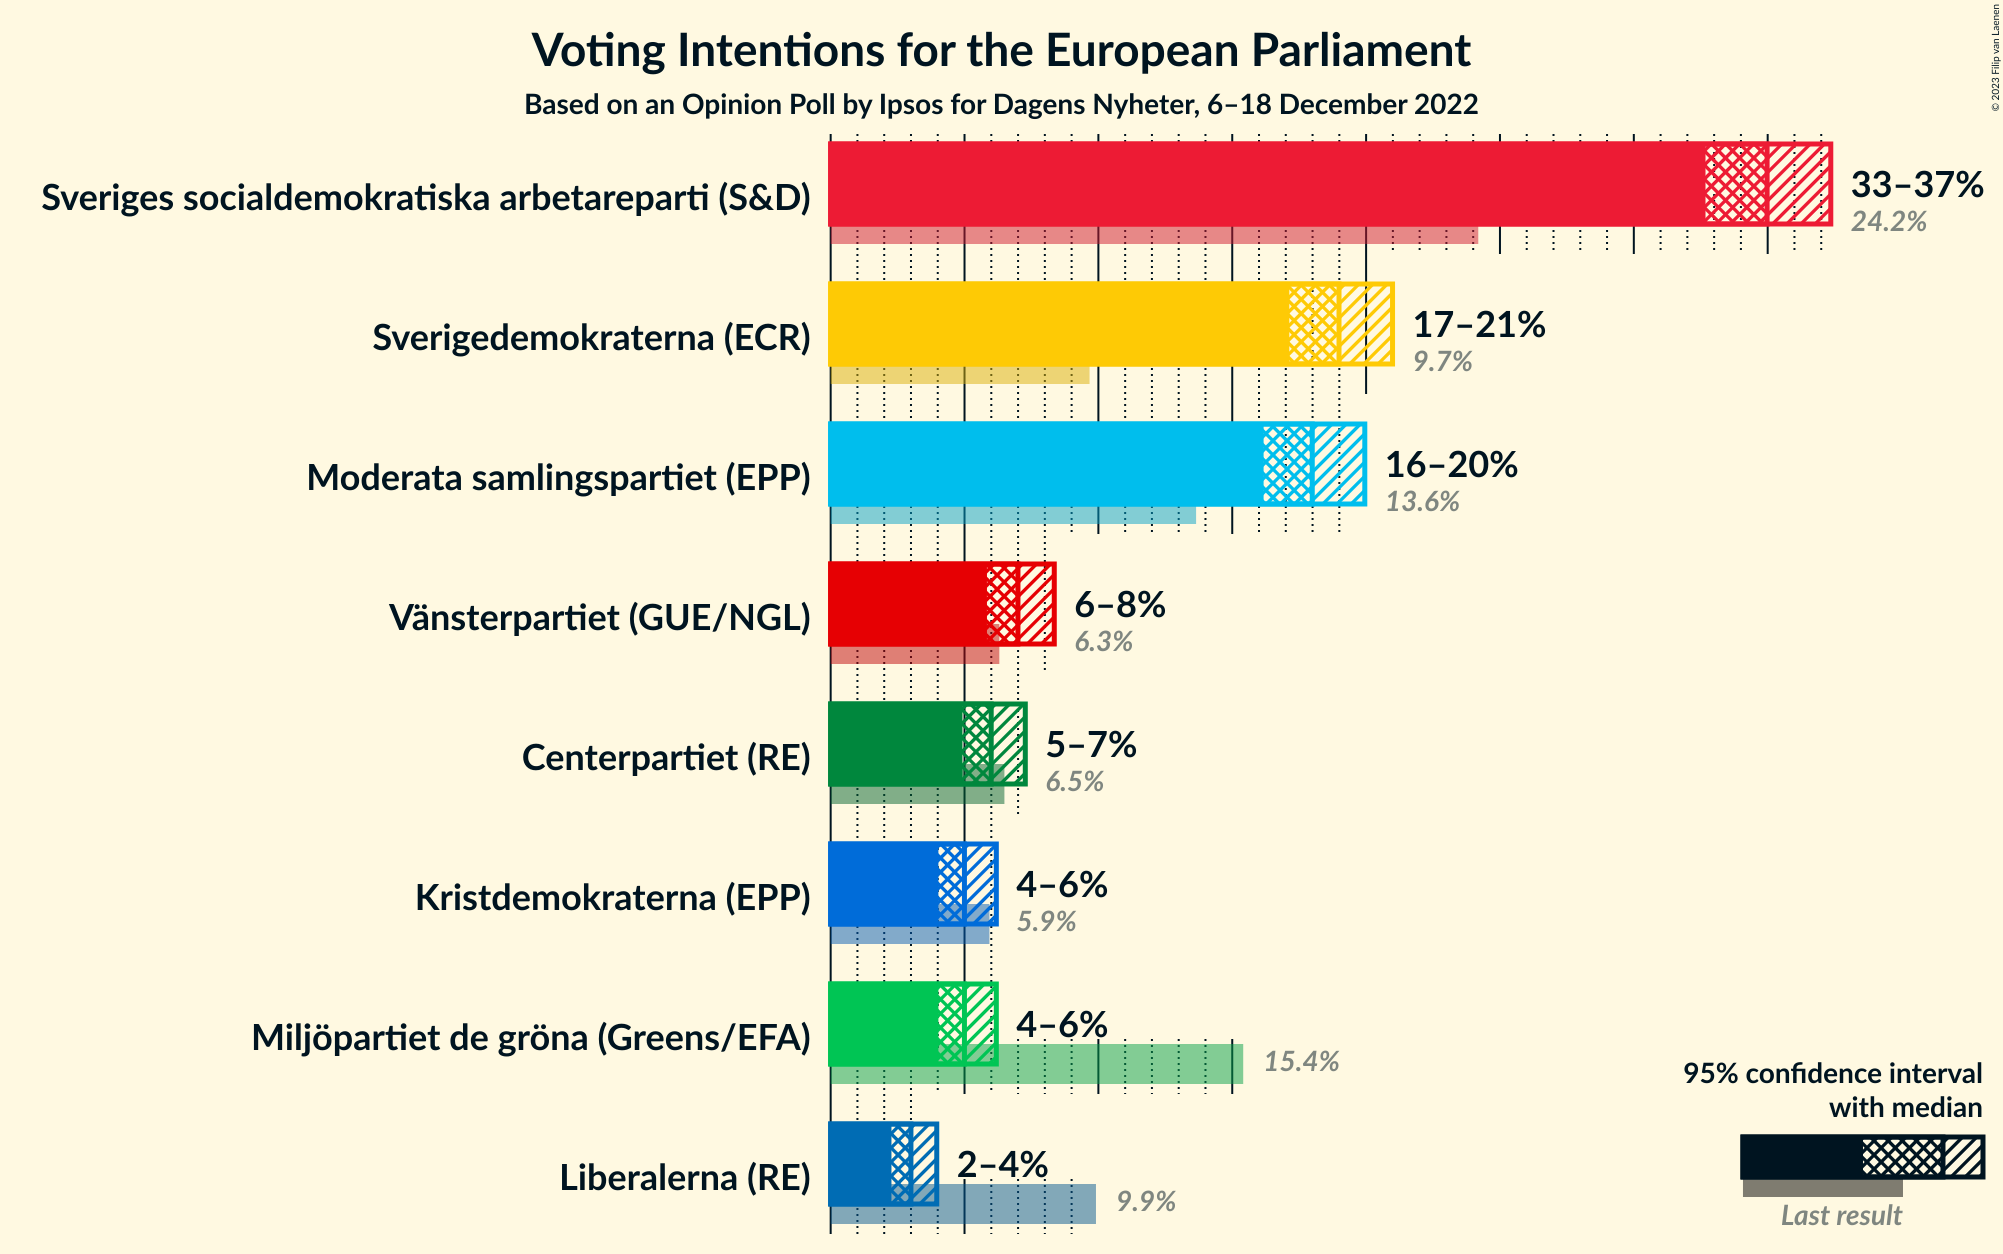 Voting Intentions for the European Parliament
Based on an Opinion Poll by Ipsos for Dagens Nyheter, 6–18 December 2022
© 2023 Filip van Laenen
Sveriges socialdemokratiska arbetareparti (S&D)
33–37%
24.2%
Sverigedemokraterna (ECR)
17–21%
9.7%
Moderata samlingspartiet (EPP)
16–20%
13.6%
Vänsterpartiet (GUE/NGL)
6–8%
6.3%
Centerpartiet (RE)
5–7%
6.5%
Kristdemokraterna (EPP)
4–6%
5.9%
Miljöpartiet de gröna (Greens/EFA)
4–6%
15.4%
Liberalerna (RE)
2–4%
9.9%
95% confidence interval
with median
Last result